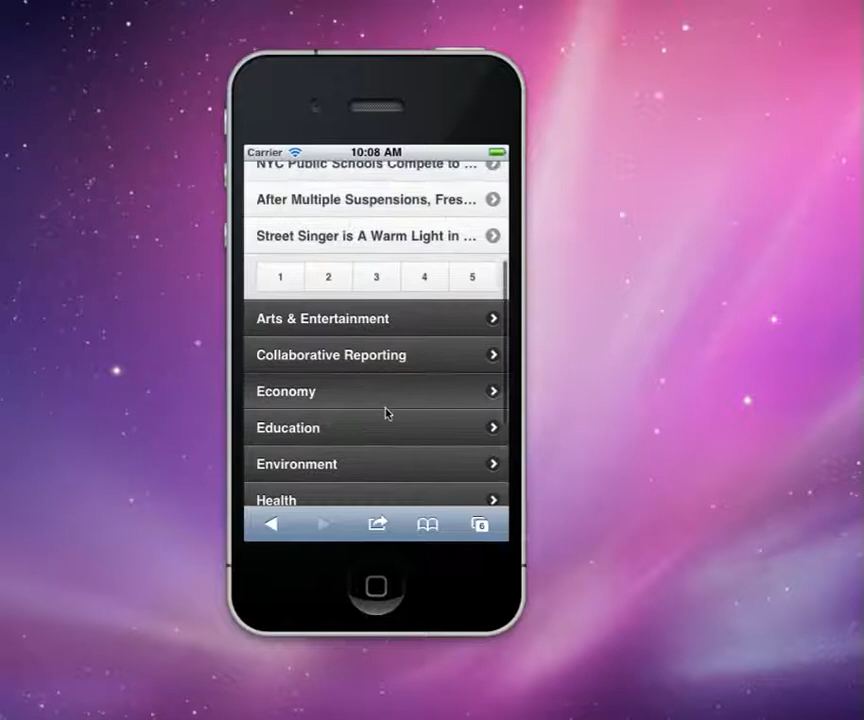 Carrier 10:08 AM
NYC Public Schools Compete to ...
After Multiple Suspensions, Fres...
Street Singer is A Warm Light in ...
1 2 3 4 5
Arts & Entertainment
Collaborative Reporting
Economy
Education
Environment
Health
6